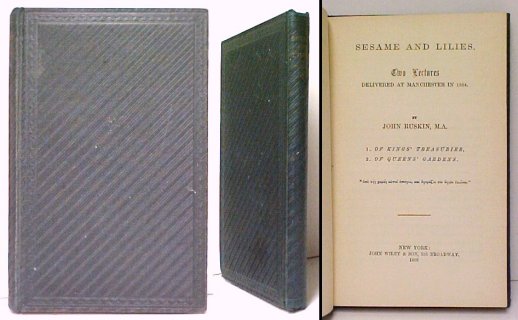 SESAME AND LILIES.
Two Lectures
DELIVERED AT MANCHESTER IN 1864.
BY
JOHN RUSKIN, M.A.
1. OF KINGS' TREASURIES,
2. OF QUEENS' GARDENS.
NEW YORK:
JOHN WILEY & SON, 535 BROADWAY,